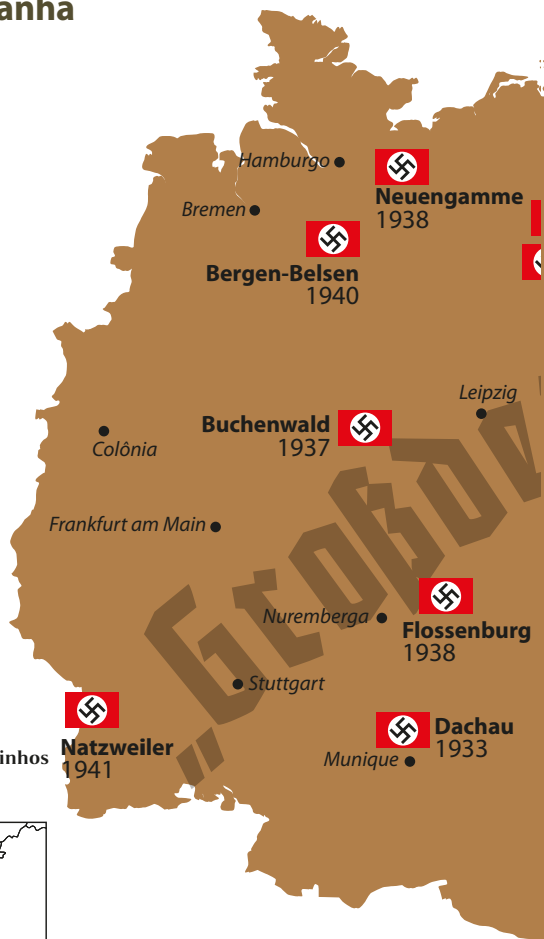 anha
Hamburgo
Neuengamme
1938
Bremen
Bergen-Belsen
1940
Leipzig
Buchenwald
1937
Colônia
„Großd
Frankfurt am Main
Nuremberga
Flossenburg
1938
Stuttgart
Natzweiler
1941
inhos
Dachau
1933
Munique